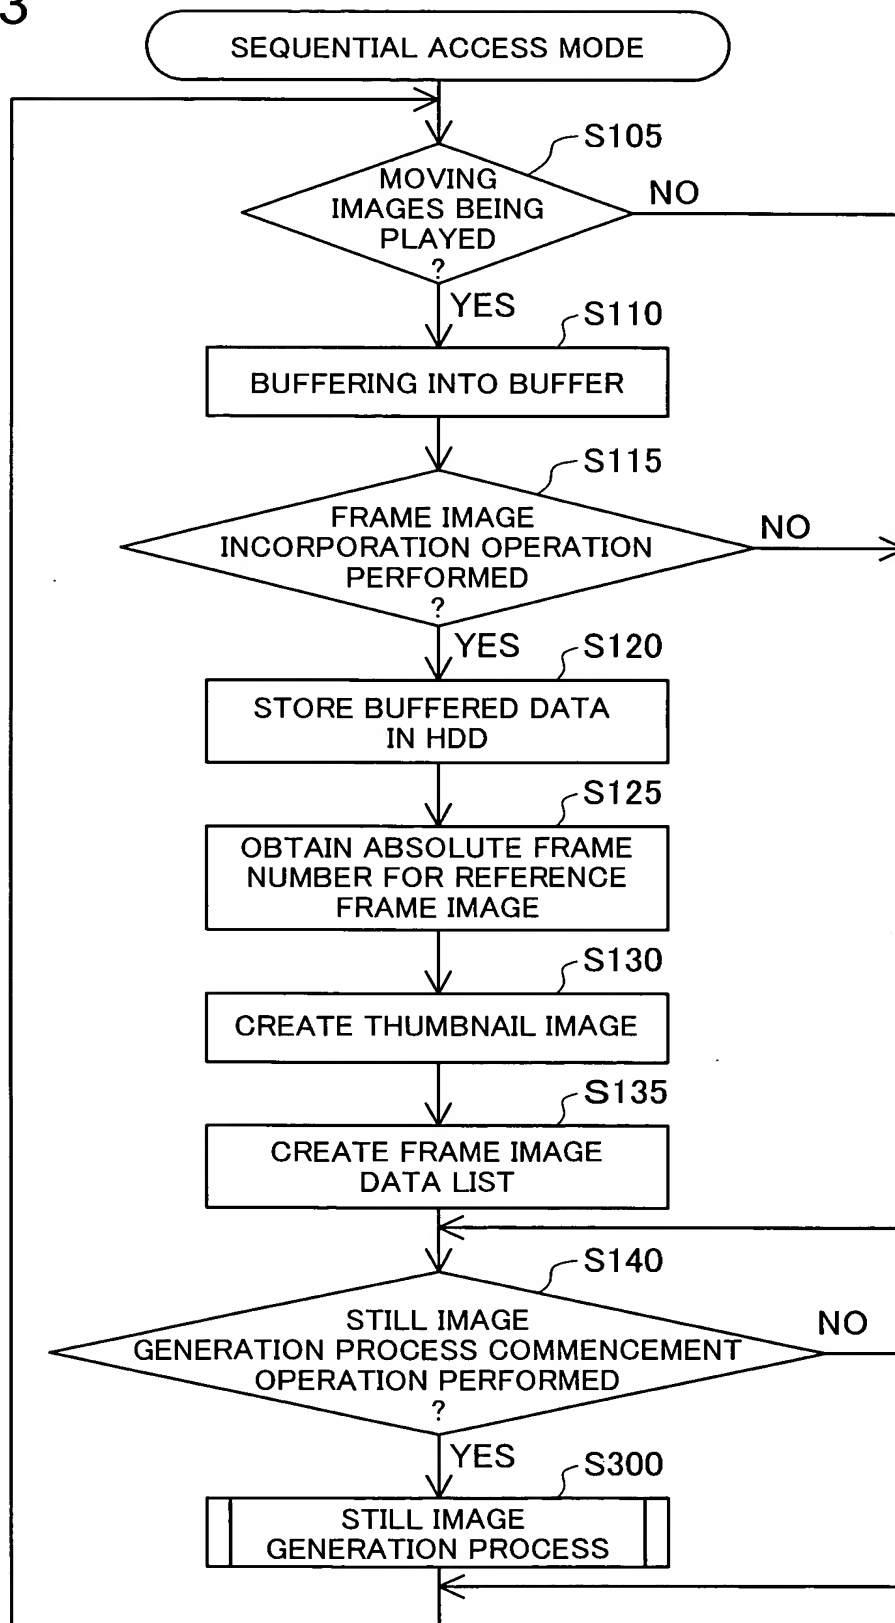 3
SEQUENTIAL ACCESS MODE
S105
MOVING
IMAGES BEING
PLAYED
?
NO
YES
S110
BUFFERING INTO BUFFER
S115
FRAME IMAGE
INCORPORATION OPERATION
PERFORMED
?
NO
YES
S120
STORE BUFFERED DATA
IN HDD
S125
OBTAIN ABSOLUTE FRAME
NUMBER FOR REFERENCE
FRAME IMAGE
S130
CREATE THUMBNAIL IMAGE
S135
CREATE FRAME IMAGE
DATA LIST
S140
STILL IMAGE
GENERATION PROCESS COMMENCEMENT
OPERATION PERFORMED
?
NO
YES
S300
STILL IMAGE
GENERATION PROCESS